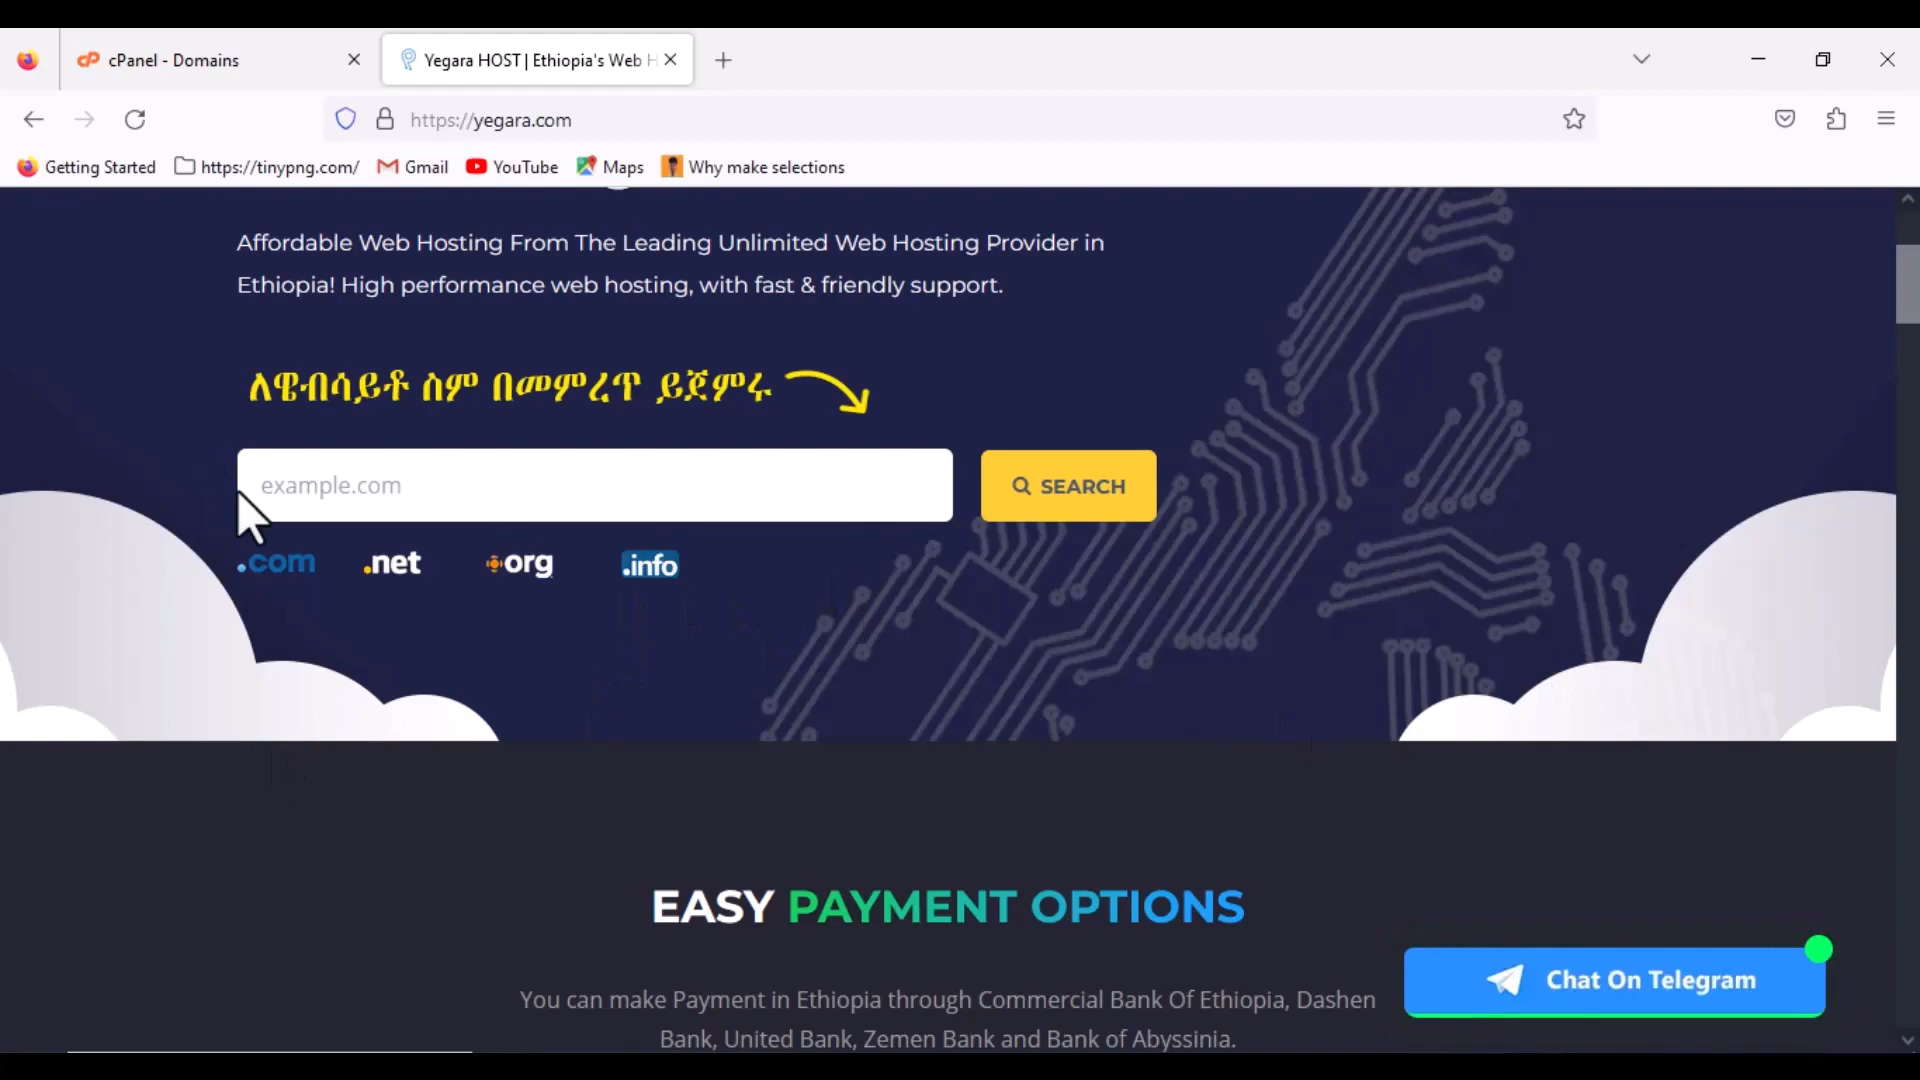 cPanel - Domains
Yegara HOST | Ethiopia's Web H
https://yegara.com
Getting Started
https://tinypng.com/
Gmail
YouTube
Maps
Why make selections
Affordable Web Hosting From The Leading Unlimited Web Hosting Provider in
Ethiopia! High performance web hosting, with fast & friendly support.
ለዌብሳይቶ ስም በመምረጥ ይጀምሩ
example.com
SEARCH
.com
.net
org
.info
EASY PAYMENT OPTIONS
You can make Payment in Ethiopia through Commercial Bank Of Ethiopia, Dashen
Bank, United Bank, Zemen Bank and Bank of Abyssinia.
Chat On Telegram